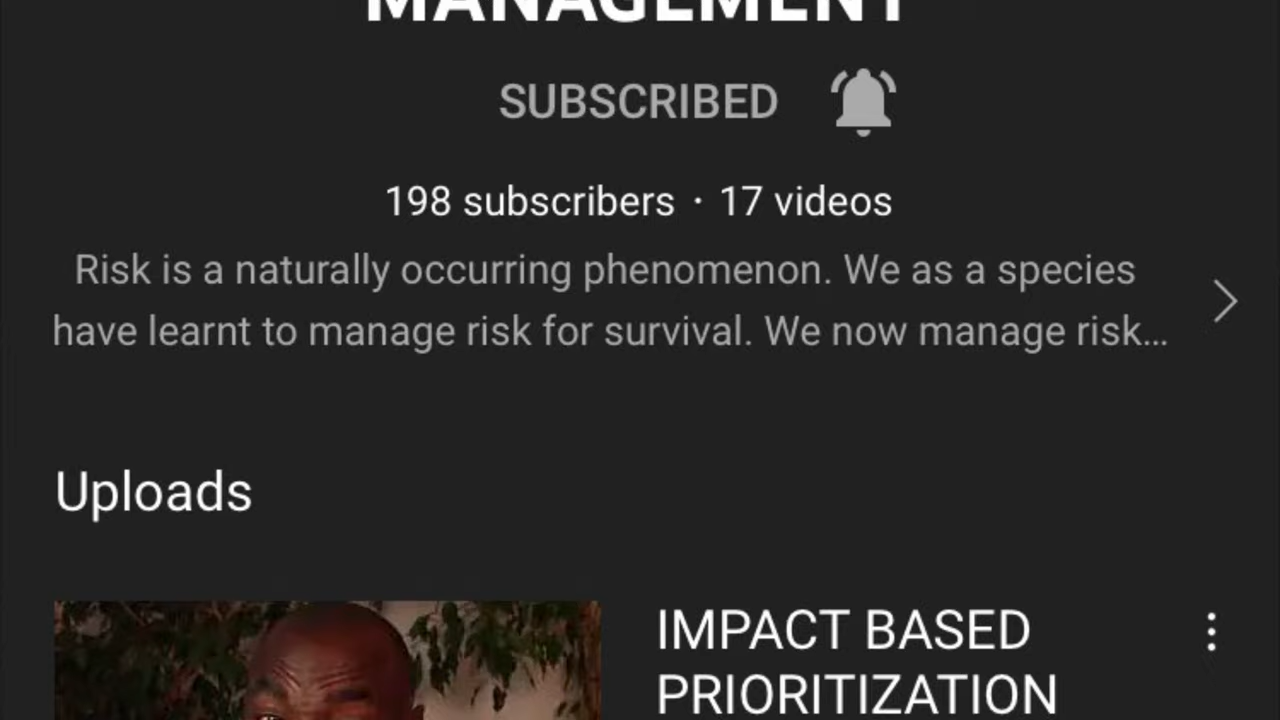 MANAGEMENT
SUBSCRIBED
198 subscribers · 17 videos
Risk is a naturally occurring phenomenon. We as a species
have learnt to manage risk for survival. We now manage risk...
Uploads
IMPACT BASED
PRIORITIZATION